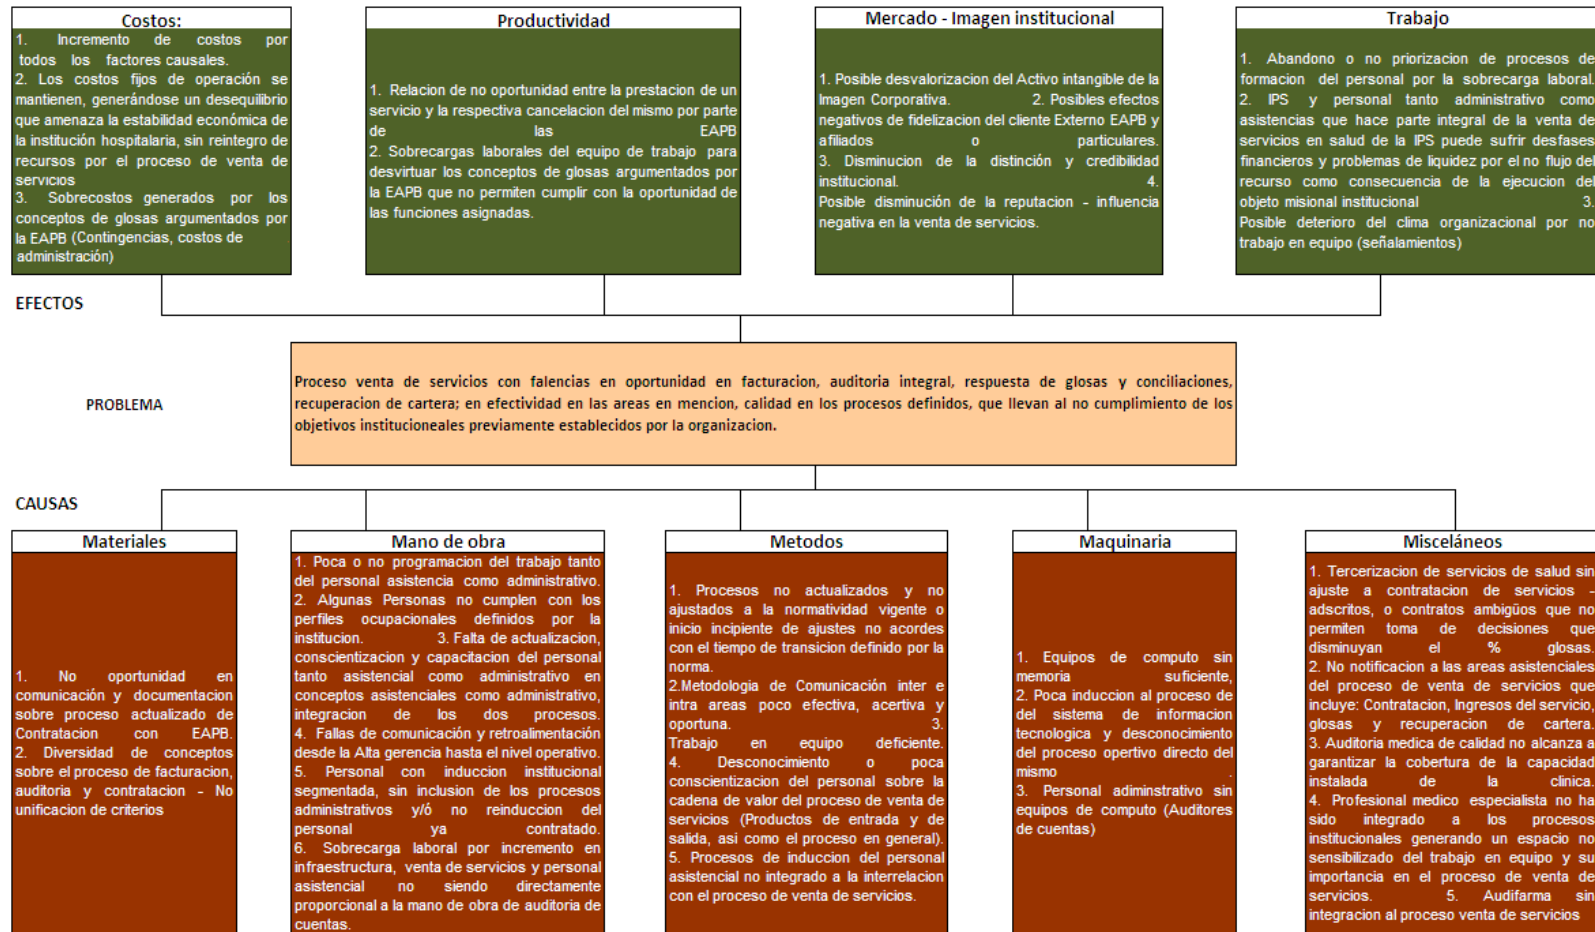 Costos:
1. Incremento de costos por
todos los factores causales.
2. Los costos fijos de operación se
mantienen, generándose un desequilibrio
que amenaza la estabilidad económica de
la institución hospitalaria, sin reintegro de
recursos por el proceso de venta de
servicios
3. Sobrecostos generados por los
conceptos de glosas argumentados por
la EAPB (Contingencias, costos de
administración)
Productividad
1. Relacion de no oportunidad entre la prestacion de un
servicio y la respectiva cancelacion del mismo por parte
de las EAPB
2. Sobrecargas laborales del equipo de trabajo para
desvirtuar los conceptos de glosas argumentados por
la EAPB que no permiten cumplir con la oportunidad de
las funciones asignadas.
Mercado - Imagen institucional
1. Posible desvalorizacion del Activo intangible de la
Imagen Corporativa. 2. Posibles efectos
negativos de fidelizacion del cliente Externo EAPB y
afiliados o particulares.
3. Disminucion de la distinción y credibilidad
institucional. 4.
Posible disminución de la reputacion - influencia
negativa en la venta de servicios.
Trabajo
1. Abandono o no priorizacion de procesos de
formacion del personal por la sobrecarga laboral.
2. IPS y personal tanto administrativo como
asistencias que hace parte integral de la venta de
servicios en salud de la IPS puede sufrir desfases
financieros y problemas de liquidez por el no flujo del
recurso como consecuencia de la ejecucion del
objeto misional institucional 3.
Posible deterioro del clima organizacional por no
trabajo en equipo (señalamientos)
EFECTOS
PROBLEMA
Proceso venta de servicios con falencias en oportunidad en facturacion, auditoria integral, respuesta de glosas y conciliaciones,
recuperacion de cartera; en efectividad en las areas en mencion, calidad en los procesos definidos, que llevan al no cumplimiento de los
objetivos institucioneales previamente establecidos por la organizacion.
CAUSAS
Materiales
1. No oportunidad en
comunicación y documentacion
sobre proceso actualizado de
Contratacion con EAPB.
2. Diversidad de conceptos
sobre el proceso de facturacion,
auditoria y contratacion - No
unificacion de criterios
Mano de obra
1. Poca o no programacion del trabajo tanto
del personal asistencia como administrativo.
2. Algunas Personas no cumplen con los
perfiles ocupacionales definidos por la
institucion. 3. Falta de actualizacion,
conscientizacion y capacitacion del personal
tanto asistencial como administrativo en
conceptos asistenciales como administrativo,
integracion de los dos procesos.
4. Fallas de comunicación y retroalimentación
desde la Alta gerencia hasta el nivel operativo.
5. Personal con induccion institucional
segmentada, sin inclusion de los procesos
administrativos y/ó no reinduccion del
personal ya contratado.
6. Sobrecarga laboral por incremento en
infraestructura, venta de servicios y personal
asistencial no siendo directamente
proporcional a la mano de obra de auditoria de
cuentas.
Metodos
1. Procesos no actualizados y no
ajustados a la normatividad vigente o
inicio incipiente de ajustes no acordes
con el tiempo de transicion definido por la
norma.
2.Metodologia de Comunicación inter e
intra areas poco efectiva, acertiva y
oportuna. 3.
Trabajo en equipo deficiente.
4. Desconocimiento o poca
conscientizacion del personal sobre la
cadena de valor del proceso de venta de
servicios (Productos de entrada y de
salida, asi como el proceso en general).
5. Procesos de induccion del personal
asistencial no integrado a la interrelacion
con el proceso de venta de servicios.
Maquinaria
1. Equipos de computo sin
memoria suficiente,
2. Poca induccion al proceso de
del sistema de informacion
tecnologica y desconocimiento
del proceso opertivo directo del
mismo .
3. Personal adiminstrativo sin
equipos de computo (Auditores
de cuentas)
Misceláneos
1. Tercerizacion de servicios de salud sin
ajuste a contratacion de servicios -
adscritos, o contratos ambigüos que no
permiten toma de decisiones que
disminuyan el % glosas.
2. No notificacion a las areas asistenciales
del proceso de venta de servicios que
incluye: Contratacion, Ingresos del servicio,
glosas y recuperacion de cartera.
3. Auditoria medica de calidad no alcanza a
garantizar la cobertura de la capacidad
instalada de la clinica.
4. Profesional medico especialista no ha
sido integrado a los procesos
institucionales generando un espacio no
sensibilizado del trabajo en equipo y su
importancia en el proceso de venta de
servicios. 5. Audifarma sin
integracion al proceso venta de servicios